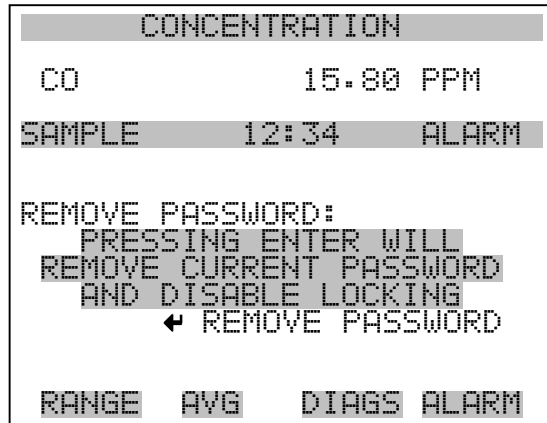 CONCENTRATION
CO 15.80 PPM
SAMPLE 12:34 ALARM
REMOVE PASSWORD:
PRESSING ENTER WILL
REMOVE CURRENT PASSWORD
AND DISABLE LOCKING
↵ REMOVE PASSWORD
RANGE AVG DIAGS ALARM